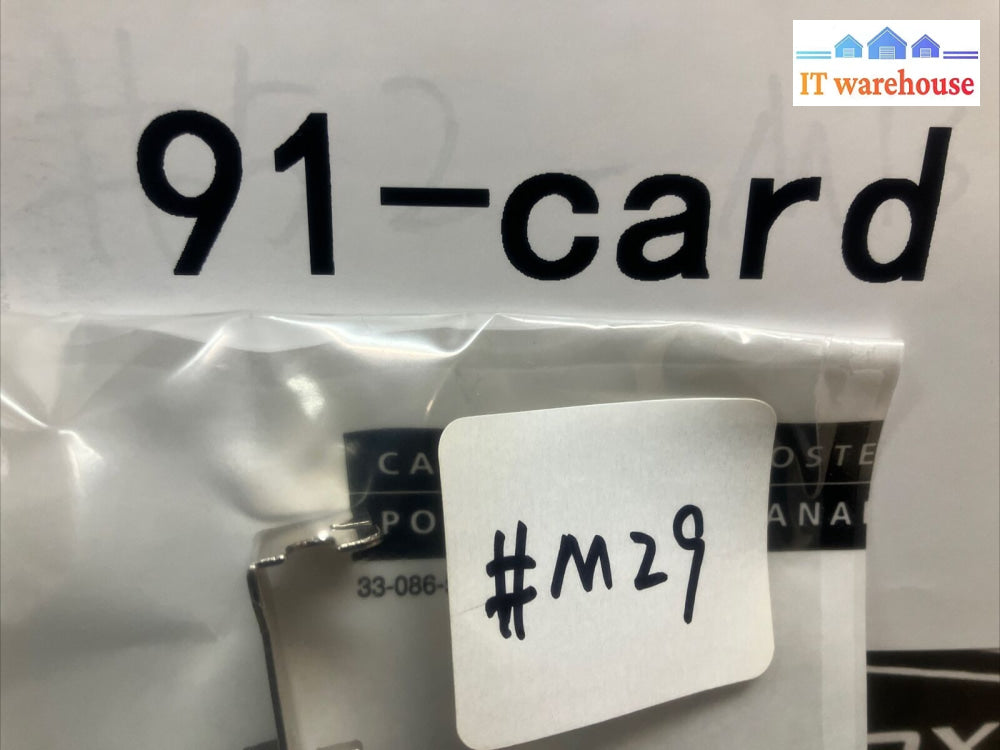 IT warehouse
91-card
CA OSTE
PO ANA
33-086-
#M29